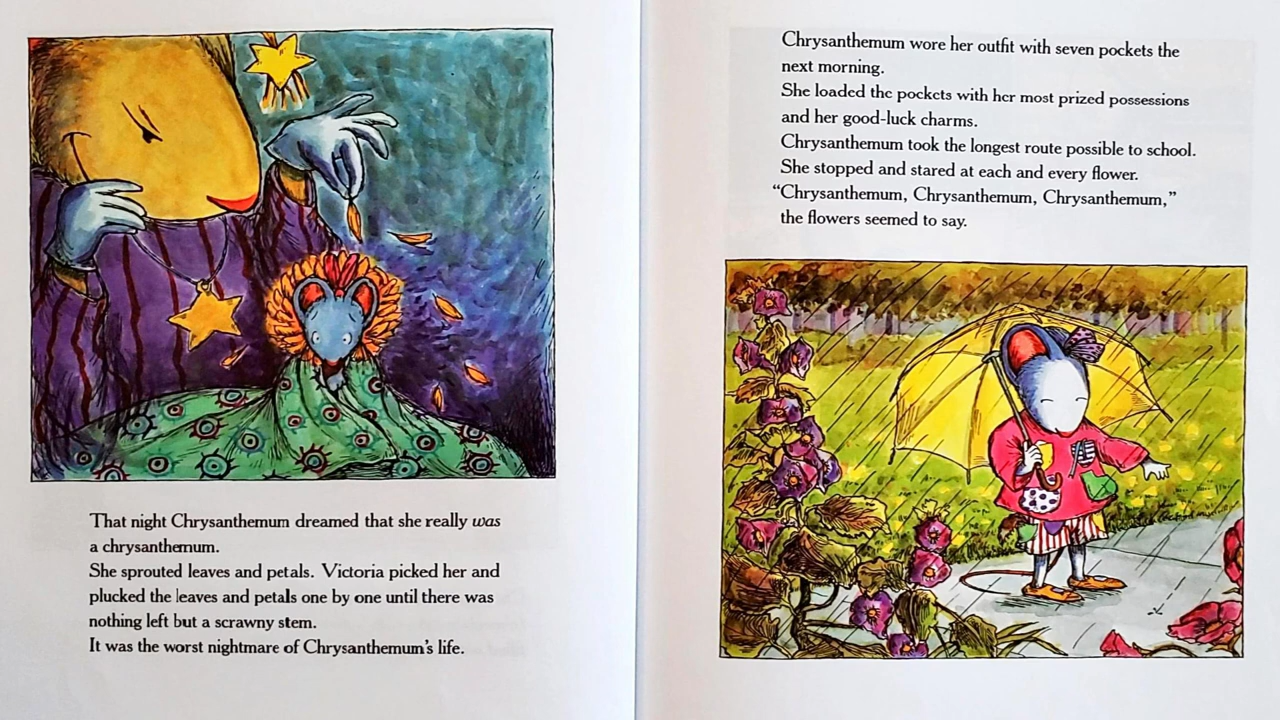 That night Chrysanthemum dreamed that she really was
a chrysanthemum.
She sprouted leaves and petals. Victoria picked her and
plucked the leaves and petals one by one until there was
nothing left but a scrawny stem.
It was the worst nightmare of Chrysanthemum's life.
Chrysanthemum wore her outfit with seven pockets the
next morning.
She loaded the pockets with her most prized possessions
and her good-luck charms.
Chrysanthemum took the longest route possible to school.
She stopped and stared at each and every flower.
“Chrysanthemum, Chrysanthemum, Chrysanthemum,”
the flowers seemed to say.